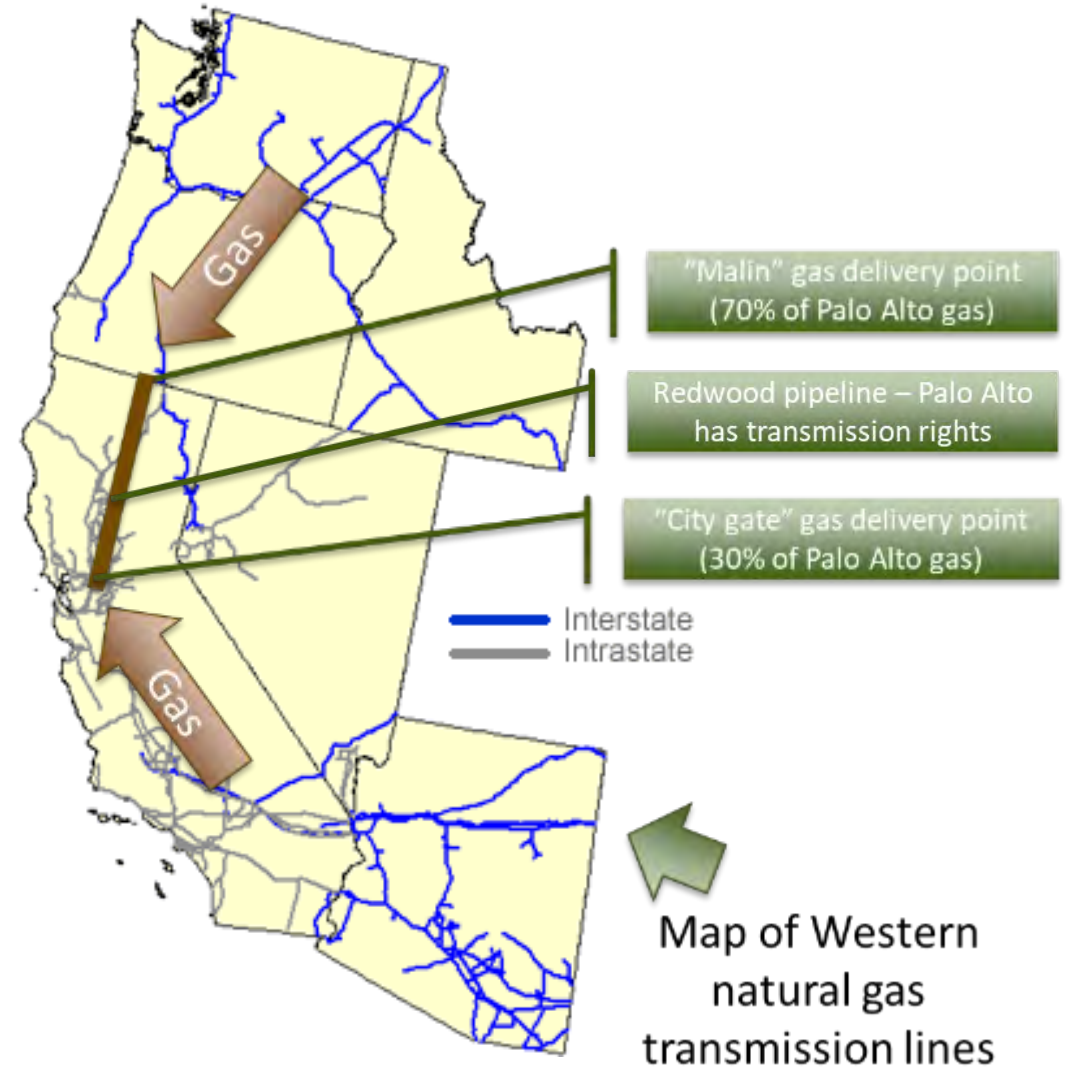 Gas
“Malin” gas delivery point
(70% of Palo Alto gas)
Redwood pipeline – Palo Alto
has transmission rights
“City gate” gas delivery point
(30% of Palo Alto gas)
Interstate
Intrastate
Gas
Map of Western
natural gas
transmission lines